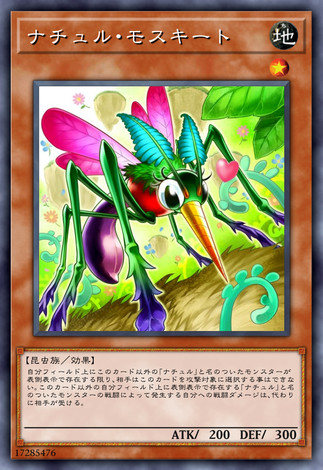 ナチュル・モスキート
地
【昆虫族／効果】
自分フィールド上にこのカード以外の「ナチュル」と名のついたモンスターが
表側表示で存在する限り、相手はこのカードを攻撃対象に選択する事はできな
い。このカード以外の自分フィールド上に表側表示で存在する「ナチュル」と名
のついたモンスターの戦闘によって発生する自分への戦闘ダメージは、代わり
に相手が受ける。
ATK/ 200 DEF/ 300
17285476